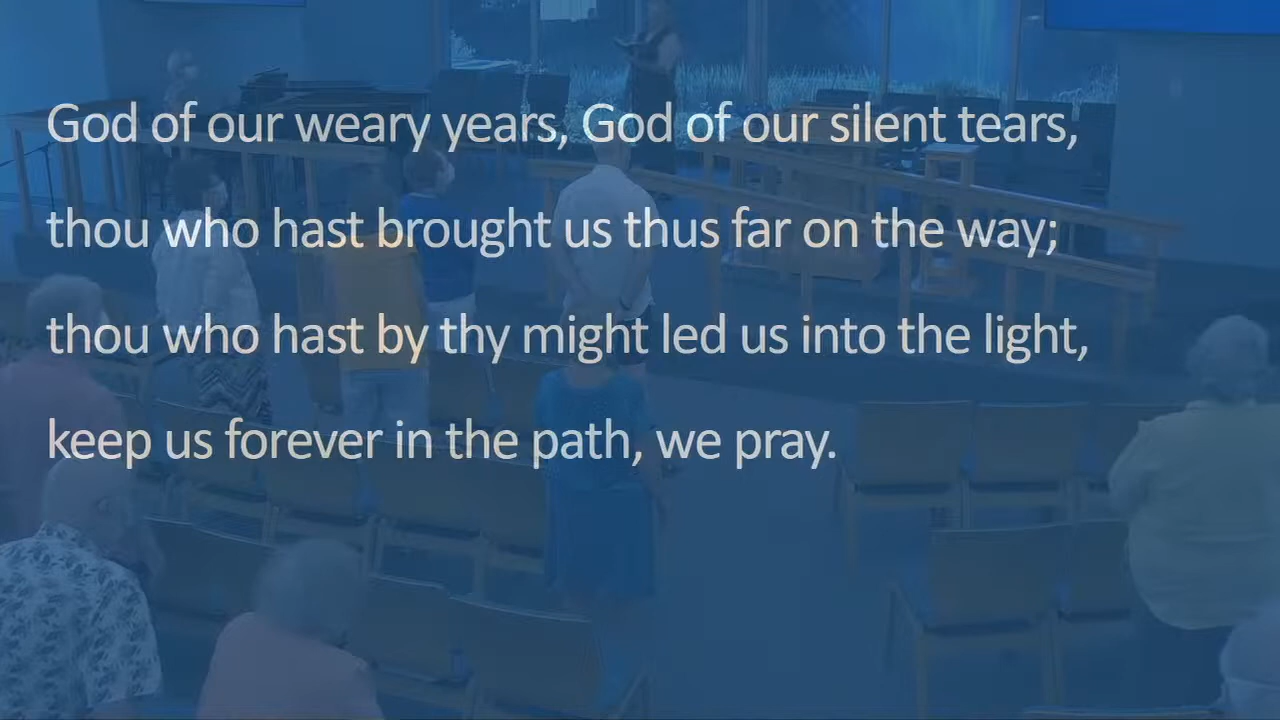 God of our weary years, God of our silent tears,
thou who hast brought us thus far on the way;
thou who hast by thy might led us into the light,
keep us forever in the path, we pray.